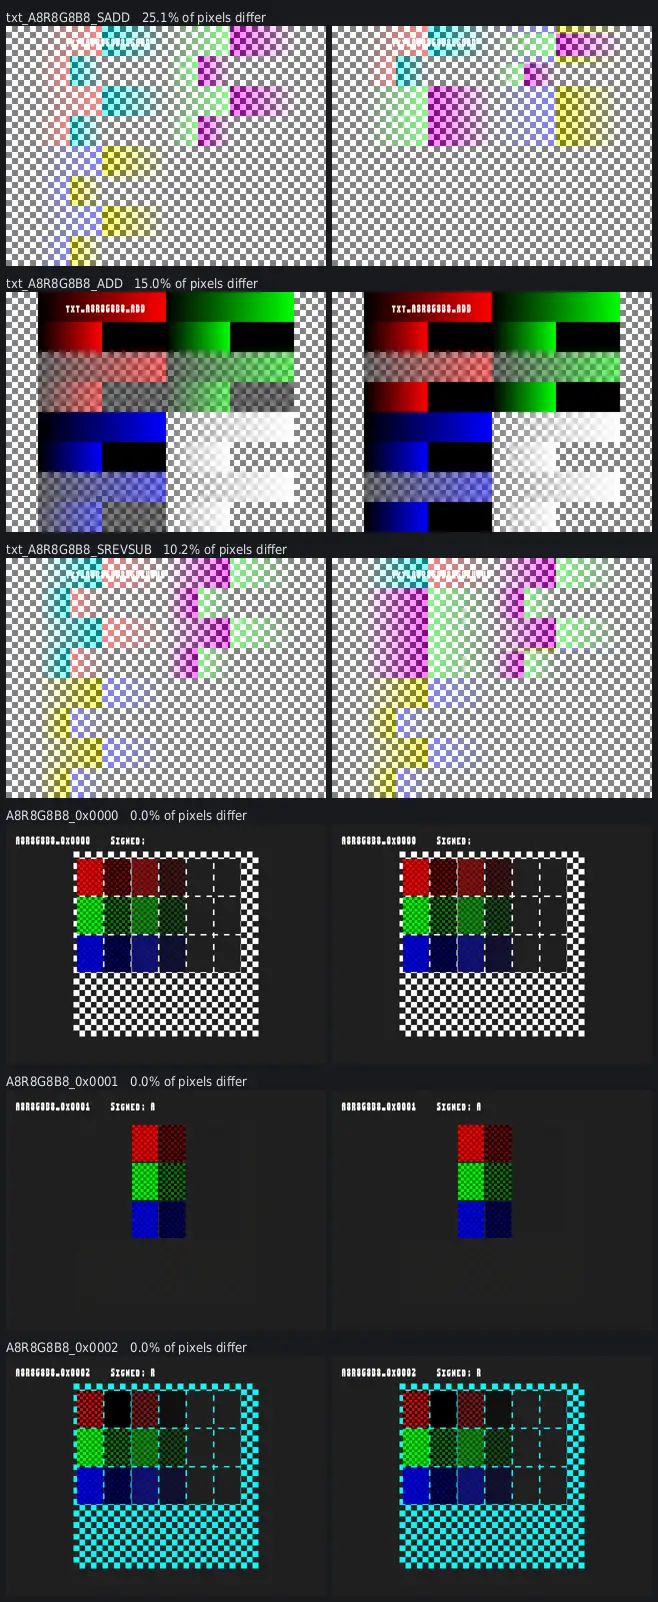 txt_A8R8G8B8_SADD 25.1% of pixels differ
txt_A8R8G8B8_ADD 15.0% of pixels differ
TXT_A8R8G8B8_ADD TXT_A8R8G8B8_ADD
txt_A8R8G8B8_SREVSUB 10.2% of pixels differ
A8R8G8B8_0x0000 0.0% of pixels differ
A8R8G8B8_0X0000 SIGNED: A8R8G8B8_0X0000 SIGNED:
A8R8G8B8_0x0001 0.0% of pixels differ
A8R8G8B8_0X0001 SIGNED: A A8R8G8B8_0X0001 SIGNED: A
A8R8G8B8_0x0002 0.0% of pixels differ
A8R8G8B8_0X0002 SIGNED: R A8R8G8B8_0X0002 SIGNED: R